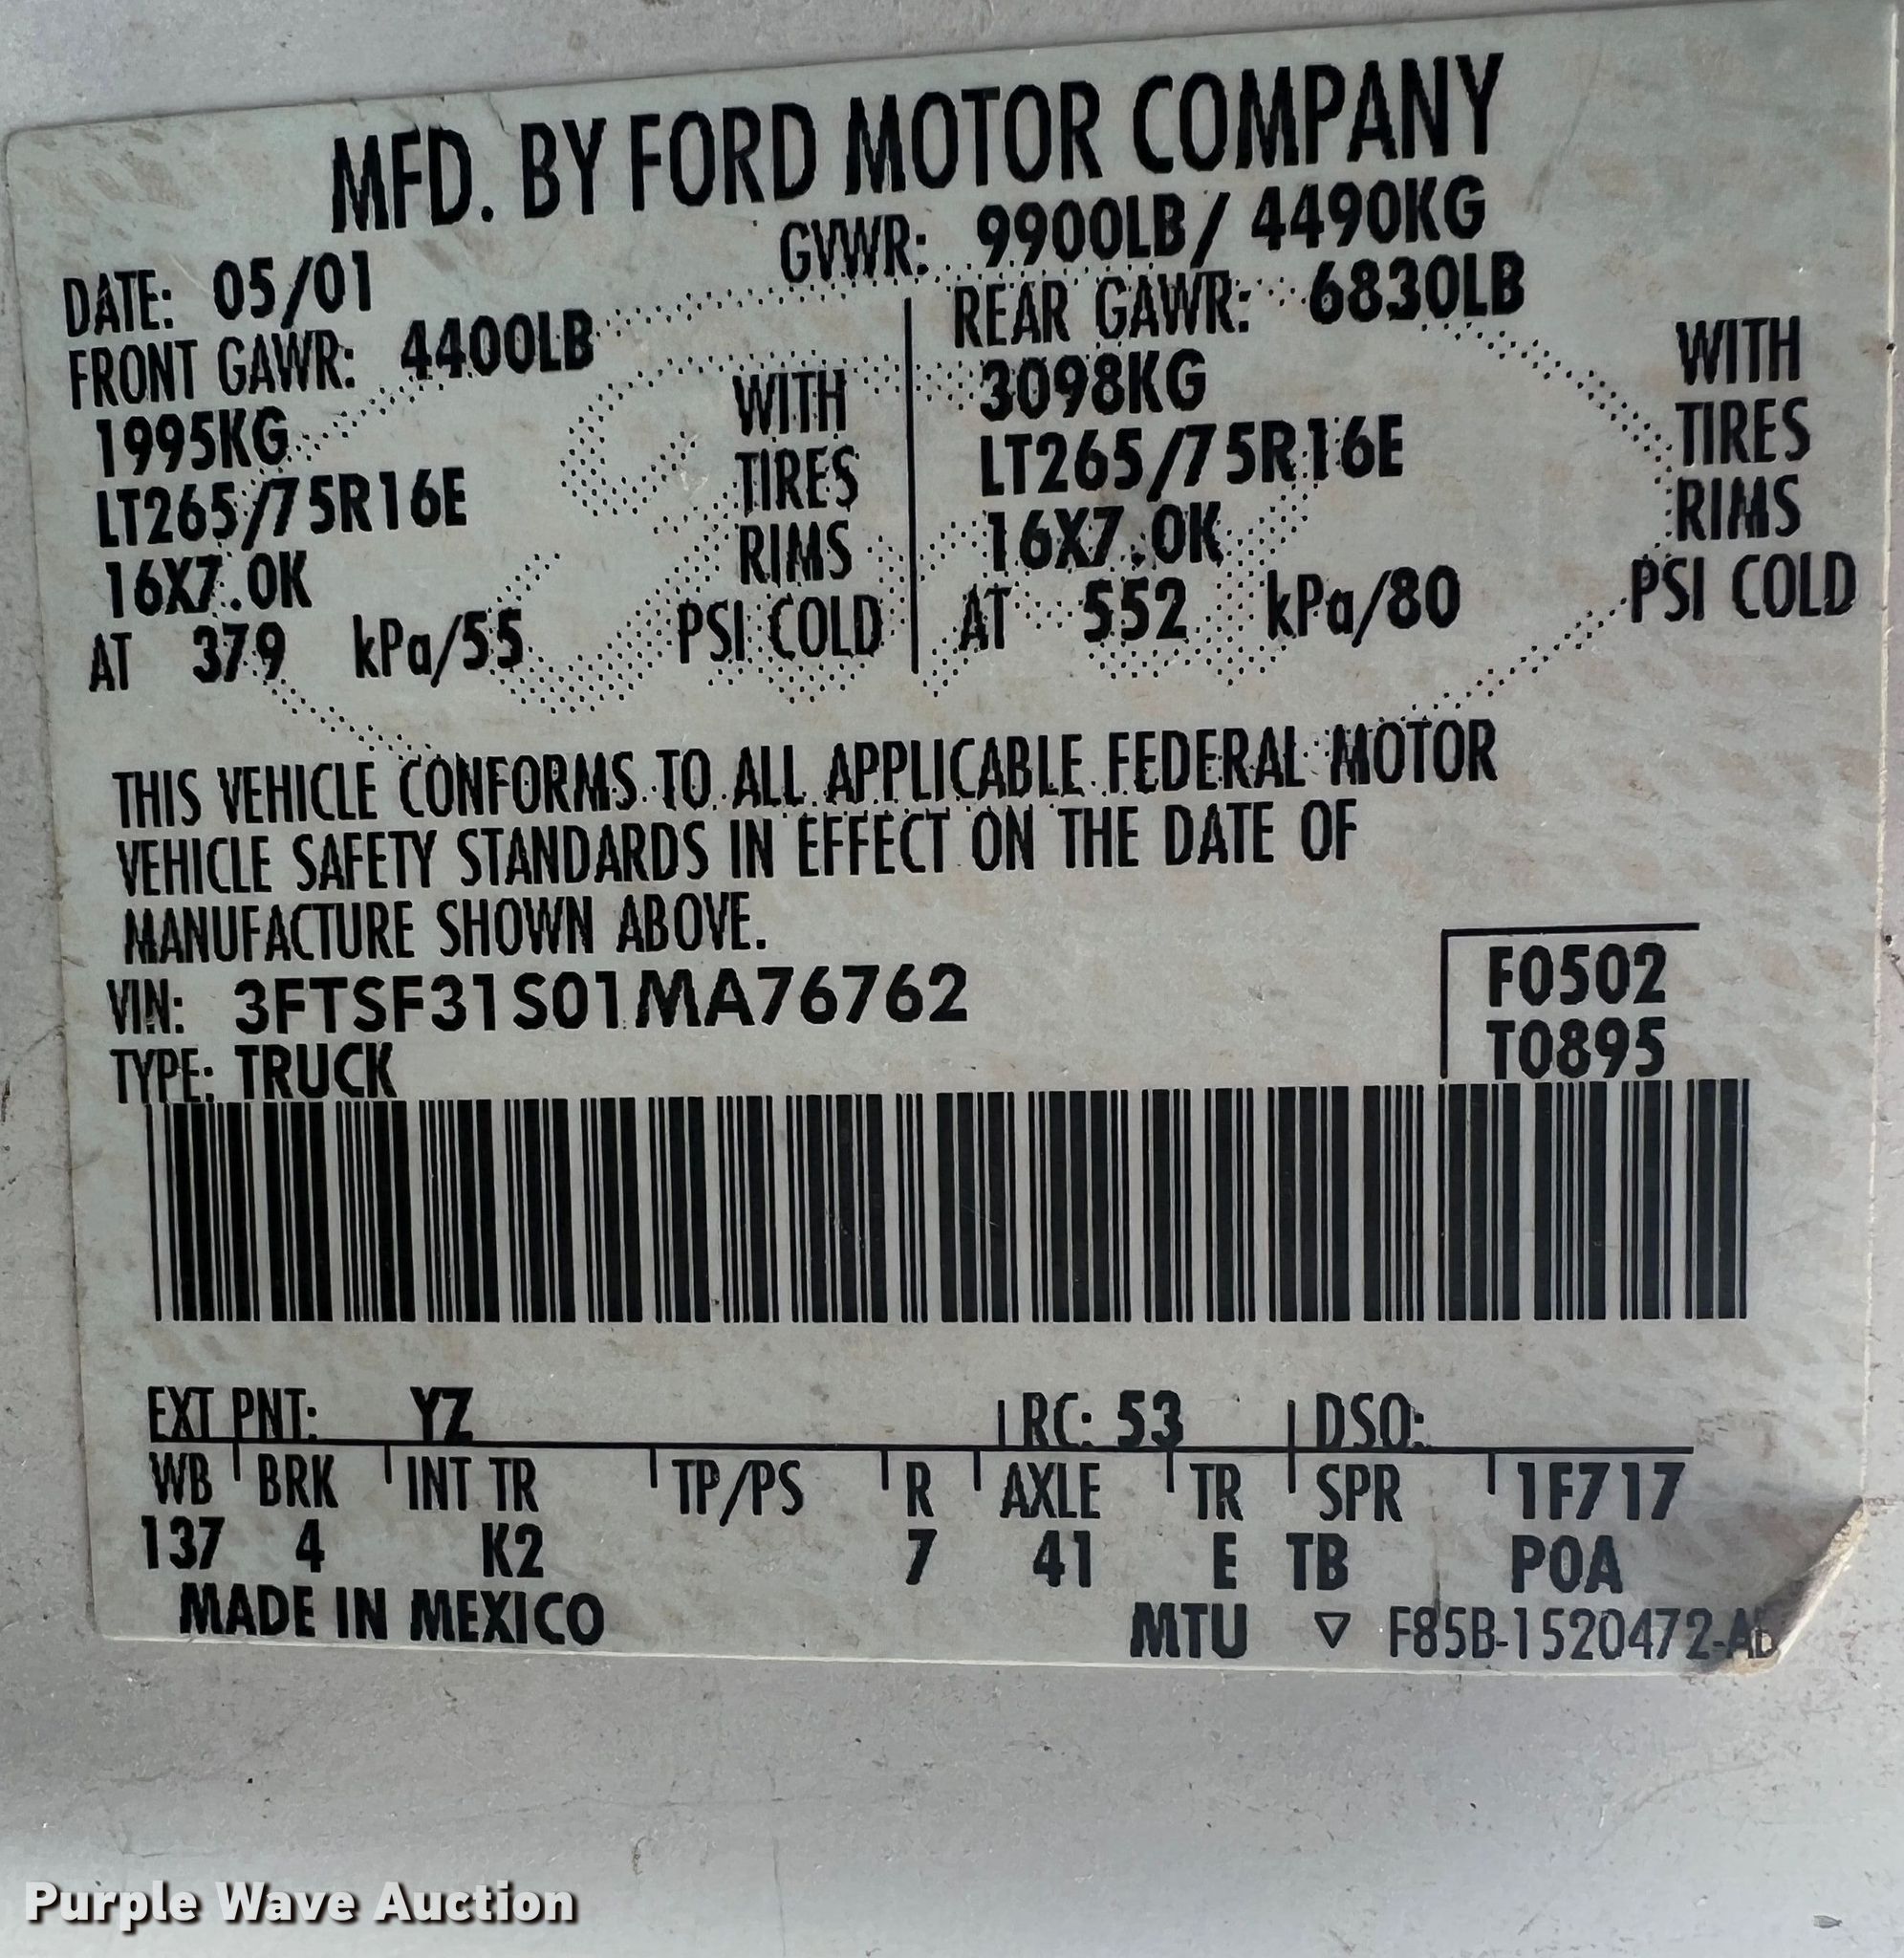 MFD. BY FORD MOTOR COMPANY
DATE: 05/01 GVWR: 9900LB/ 4490KG
FRONT GAWR: 4400LB REAR GAWR: 6830LB
1995KG WITH 3098KG WITH
LT265/75R16E TIRES LT265/75R16E TIRES
16X7.0K RIMS 16X7.0K RIMS
AT 379 kPa/55 PSI COLD AT 552 kPa/80 PSI COLD
THIS VEHICLE CONFORMS TO ALL APPLICABLE FEDERAL MOTOR
VEHICLE SAFETY STANDARDS IN EFFECT ON THE DATE OF
MANUFACTURE SHOWN ABOVE.
VIN: 3FTSF31S01MA76762 F0502
TYPE: TRUCK T0895
EXT PNT: YZ RC: 53 DSO:
WB BRK INT TR TP/PS R AXLE TR SPR 1F717
137 4 K2 7 41 E TB POA
MADE IN MEXICO MTU ▽ F85B-1520472-A
Purple Wave Auction